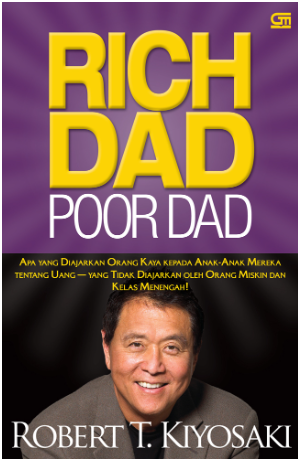 RICH
DAD
POOR DAD
APA YANG DIAJARKAN ORANG KAYA KEPADA ANAK-ANAK MEREKA
TENTANG UANG — YANG TIDAK DIAJARKAN OLEH ORANG MISKIN DAN
KELAS MENENGAH!
ROBERT T. KIYOSAKI